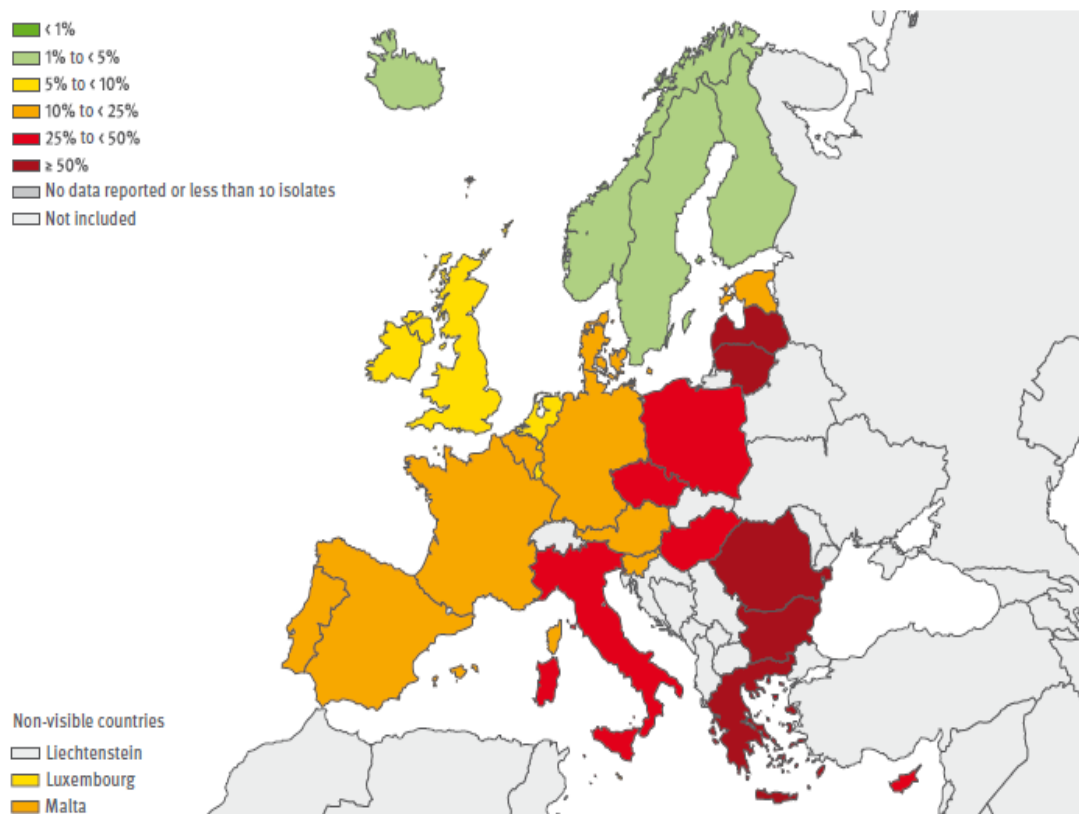 < 1%
1% to < 5%
5% to < 10%
10% to < 25%
25% to < 50%
≥ 50%
No data reported or less than 10 isolates
Not included
Non-visible countries
Liechtenstein
Luxembourg
Malta